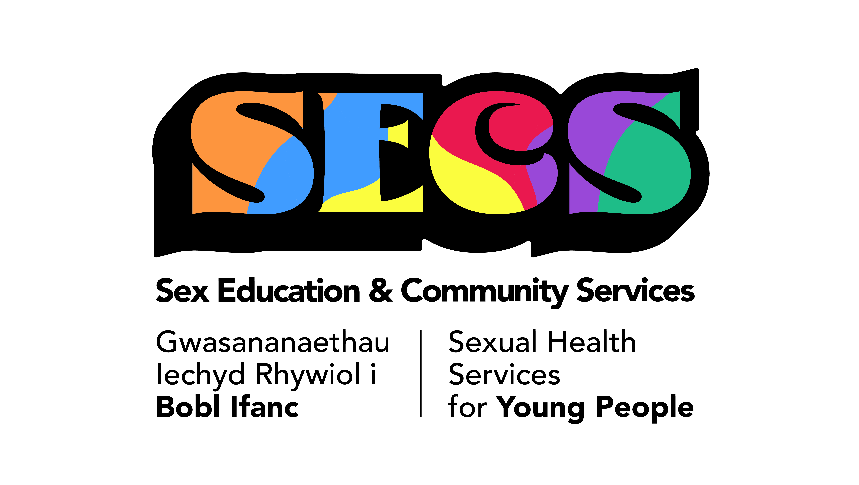 SECS
Sex Education & Community Services
Gwasananaethau
Iechyd Rhywiol i
Bobl Ifanc
Sexual Health
Services
for Young People